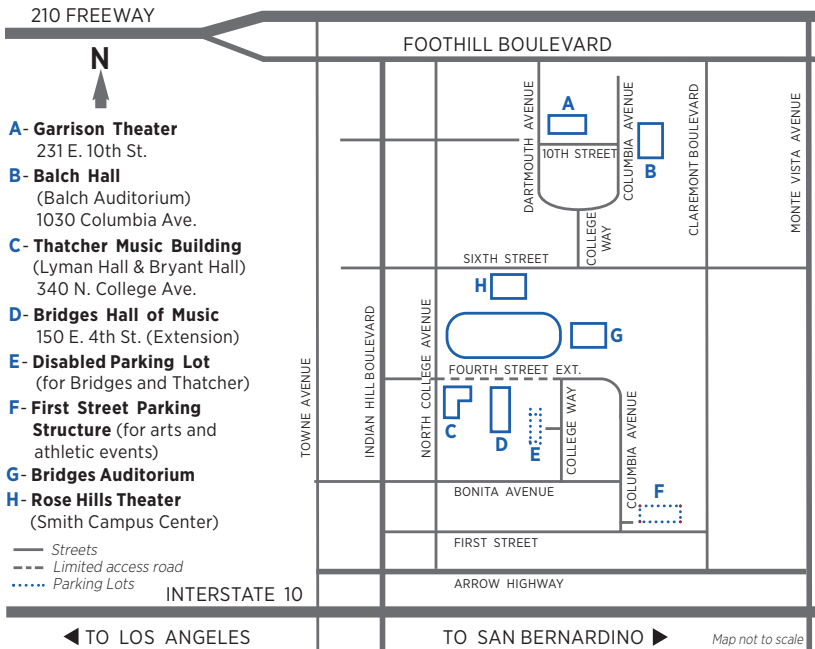 210 FREEWAY
FOOTHILL BOULEVARD
N
A- Garrison Theater
231 E. 10th St.
B- Balch Hall
(Balch Auditorium)
1030 Columbia Ave.
C- Thatcher Music Building
(Lyman Hall & Bryant Hall)
340 N. College Ave.
D- Bridges Hall of Music
150 E. 4th St. (Extension)
E- Disabled Parking Lot
(for Bridges and Thatcher)
F- First Street Parking
Structure (for arts and
athletic events)
G- Bridges Auditorium
H- Rose Hills Theater
(Smith Campus Center)
Streets
Limited access road
Parking Lots
INTERSTATE 10
TOWNE AVENUE
INDIAN HILL BOULEVARD
NORTH COLLEGE AVENUE
DARTMOUTH AVENUE
A
10TH STREET
COLUMBIA AVENUE
B
CLAREMONT BOULEVARD
MONTE VISTA AVENUE
COLLEGE
WAY
SIXTH STREET
H
G
FOURTH STREET EXT.
C
D
E
COLLEGE WAY
COLUMBIA AVENUE
F
BONITA AVENUE
FIRST STREET
ARROW HIGHWAY
◀ TO LOS ANGELES
TO SAN BERNARDINO ▶
Map not to scale